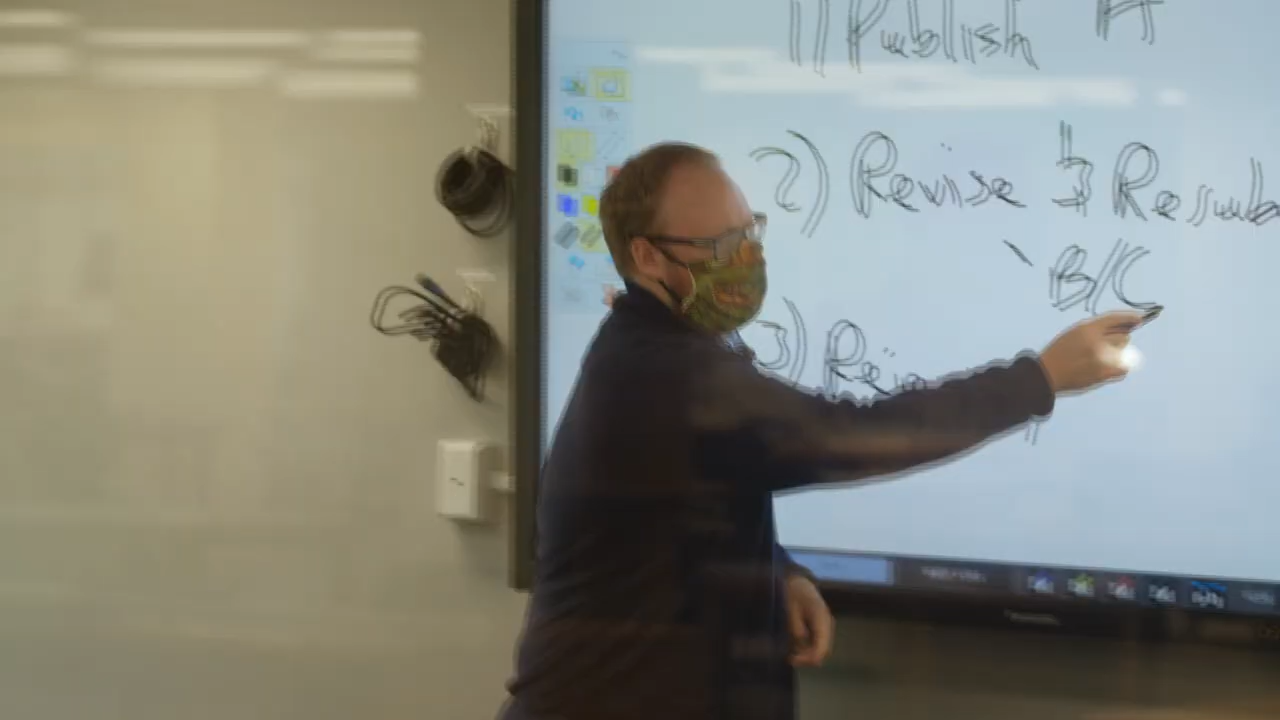 1) Publish A
2) Revise & Resub
B/C
3) Re